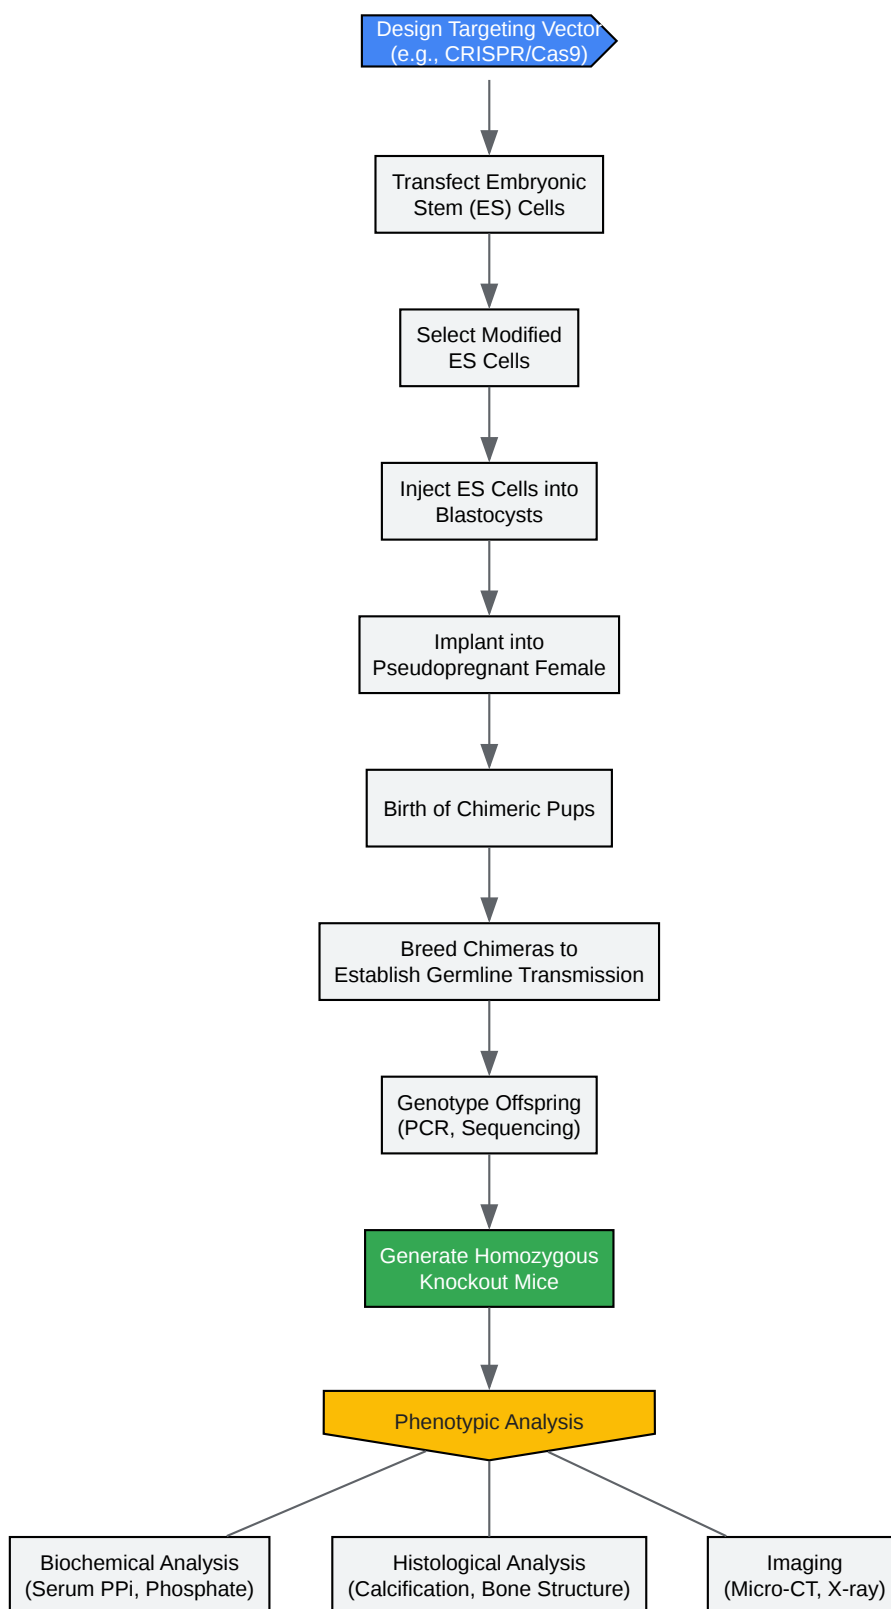 Design Targeting Vector
(e.g., CRISPR/Cas9)
Transfect Embryonic
Stem (ES) Cells
Select Modified
ES Cells
Inject ES Cells into
Blastocysts
Implant into
Pseudopregnant Female
Birth of Chimeric Pups
Breed Chimeras to
Establish Germline Transmission
Genotype Offspring
(PCR, Sequencing)
Generate Homozygous
Knockout Mice
Phenotypic Analysis
Biochemical Analysis
(Serum PPi, Phosphate)
Histological Analysis
(Calcification, Bone Structure)
Imaging
(Micro-CT, X-ray)